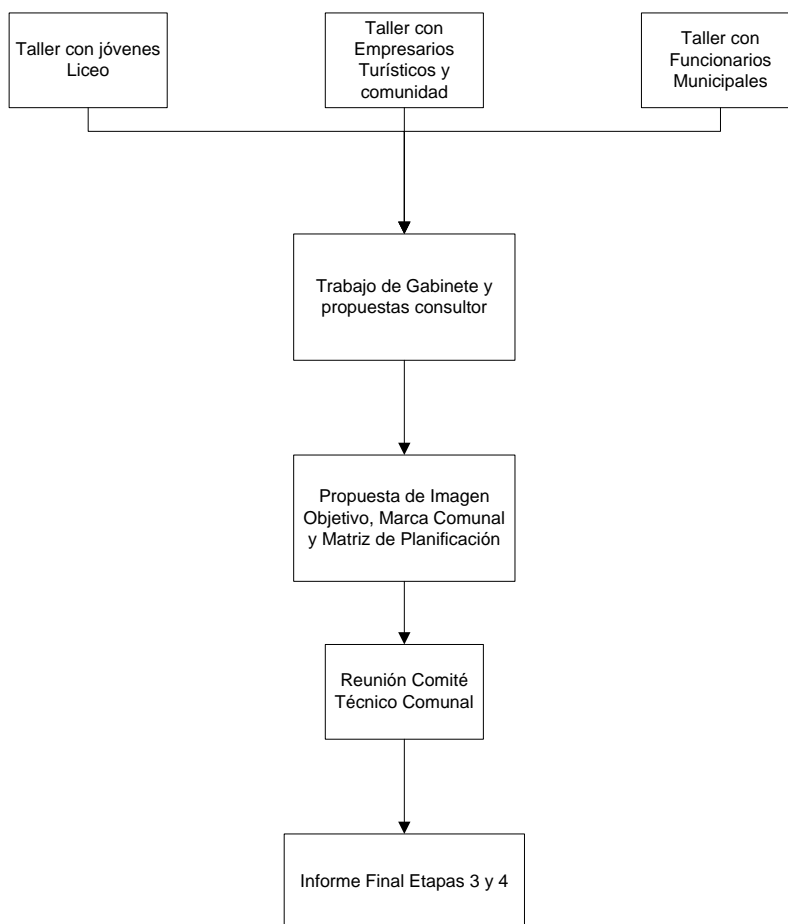 Taller con jóvenes
Liceo
Taller con
Empresarios
Turísticos y
comunidad
Taller con
Funcionarios
Municipales
Trabajo de Gabinete y
propuestas consultor
Propuesta de Imagen
Objetivo, Marca Comunal
y Matriz de Planificación
Reunión Comité
Técnico Comunal
Informe Final Etapas 3 y 4